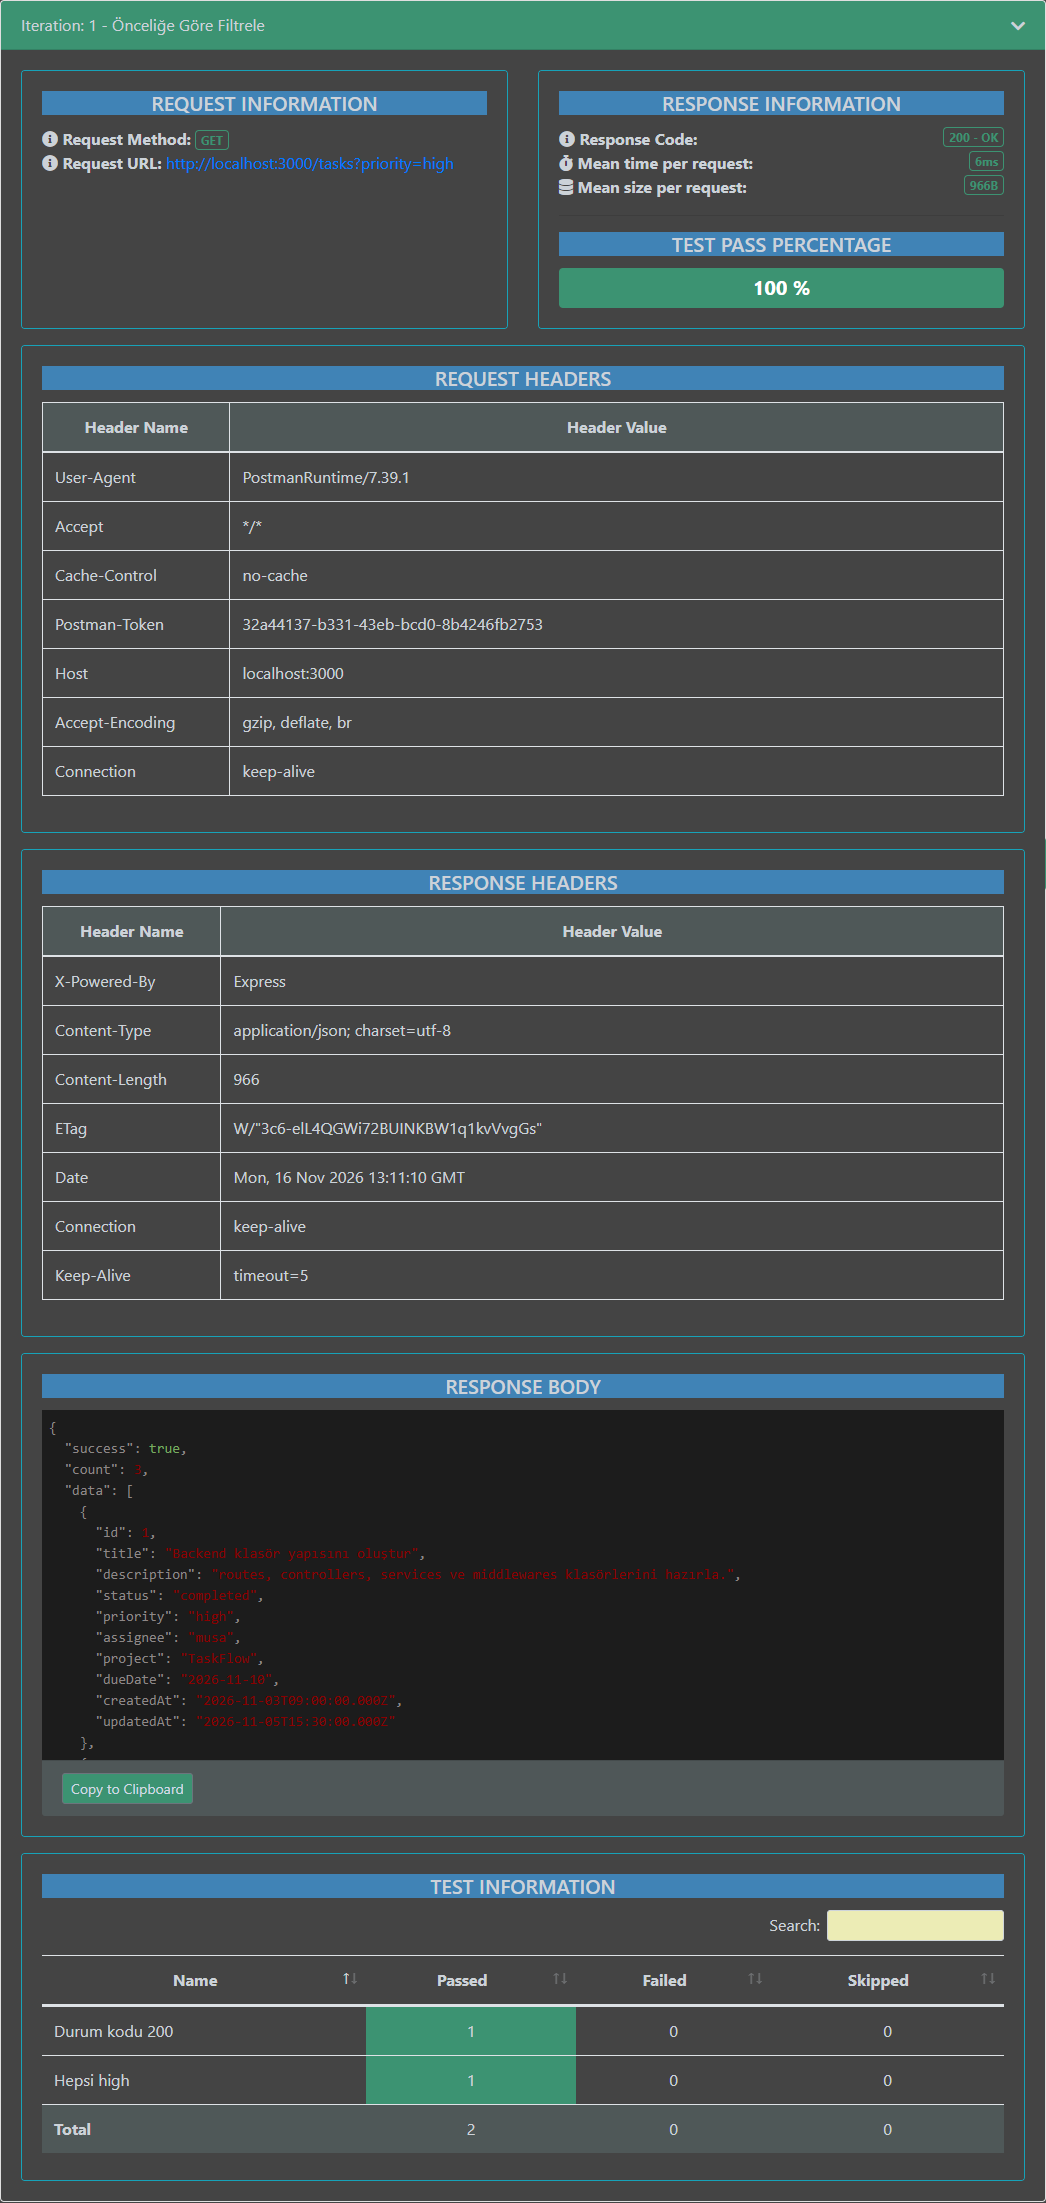 Iteration: 1 - Önceliğe Göre Filtrele
REQUEST INFORMATION
Request Method: GET
Request URL: http://localhost:3000/tasks?priority=high
RESPONSE INFORMATION
Response Code: 200 - OK
Mean time per request: 6ms
Mean size per request: 966B
TEST PASS PERCENTAGE
100 %
REQUEST HEADERS
Header Name Header Value
User-Agent PostmanRuntime/7.39.1
Accept */*
Cache-Control no-cache
Postman-Token 32a44137-b331-43eb-bcd0-8b4246fb2753
Host localhost:3000
Accept-Encoding gzip, deflate, br
Connection keep-alive
RESPONSE HEADERS
Header Name Header Value
X-Powered-By Express
Content-Type application/json; charset=utf-8
Content-Length 966
ETag W/"3c6-elL4QGWi72BUINKBW1q1kvVvgGs"
Date Mon, 16 Nov 2026 13:11:10 GMT
Connection keep-alive
Keep-Alive timeout=5
RESPONSE BODY
{
"success": true,
"count": 3,
"data": [
{
"id": 1,
"title": "Backend klasör yapısını oluştur",
"description": "routes, controllers, services ve middlewares klasörlerini hazırla.",
"status": "completed",
"priority": "high",
"assignee": "musa",
"project": "TaskFlow",
"dueDate": "2026-11-10",
"createdAt": "2026-11-03T09:00:00.000Z",
"updatedAt": "2026-11-05T15:30:00.000Z"
},
Copy to Clipboard
TEST INFORMATION
Search:
Name Passed Failed Skipped
Durum kodu 200 1 0 0
Hepsi high 1 0 0
Total 2 0 0